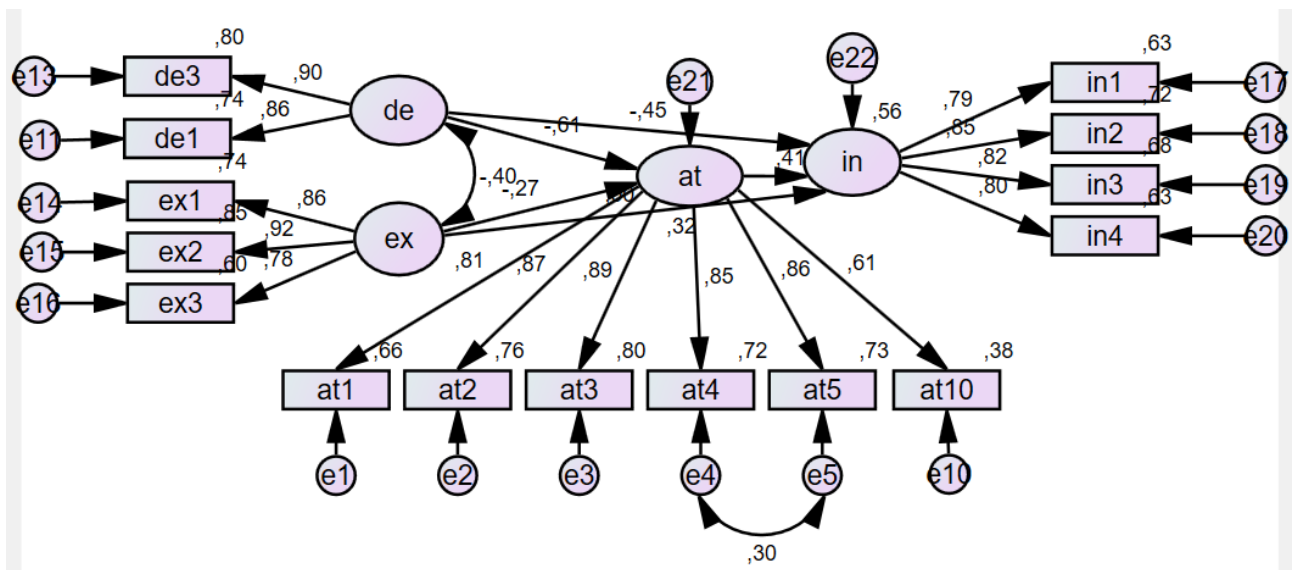 ,80
,63
e13
de3
,90
e22
in1
e17
,74
de
e21
-,45
,56
,79
,72
e11
de1
,86
-,61
,85
in2
e18
,74
at
,41
in
,82
,68
e14
ex1
,86
-,40
-,27
,80
in3
e19
,85
,63
e15
ex2
,92
ex
,32
in4
e20
,60
,78
e16
ex3
,81
,87
,89
,85
,86
,61
,66
,76
,80
,72
,73
,38
at1
at2
at3
at4
at5
at10
e1
e2
e3
e4
e5
e10
,30